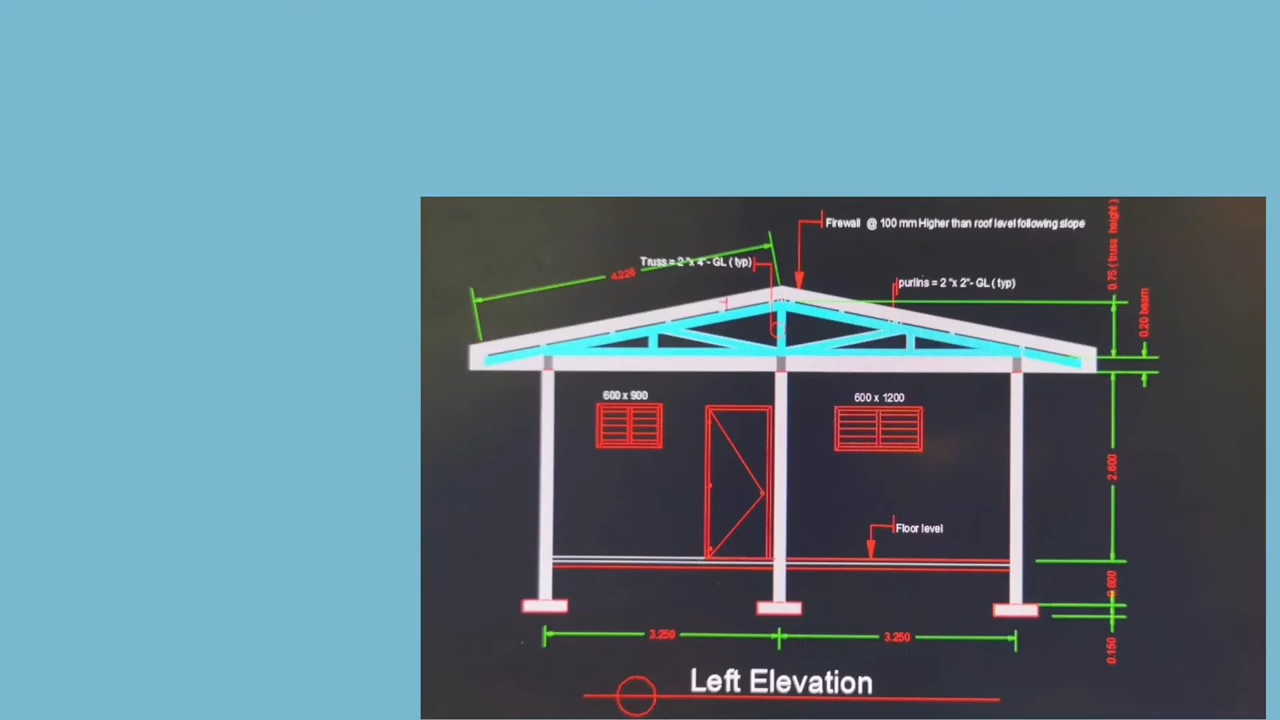 Firewall @ 100 mm Higher than roof level following slope
0.75 ( truss height )
Truss = 2 "x 4"- GL ( typ)
4.226
purlins = 2 "x 2"- GL ( typ)
0.20 beam
600 x 900
600 x 1200
2.600
Floor level
0.600
3.250
3.250
0.150
Left Elevation